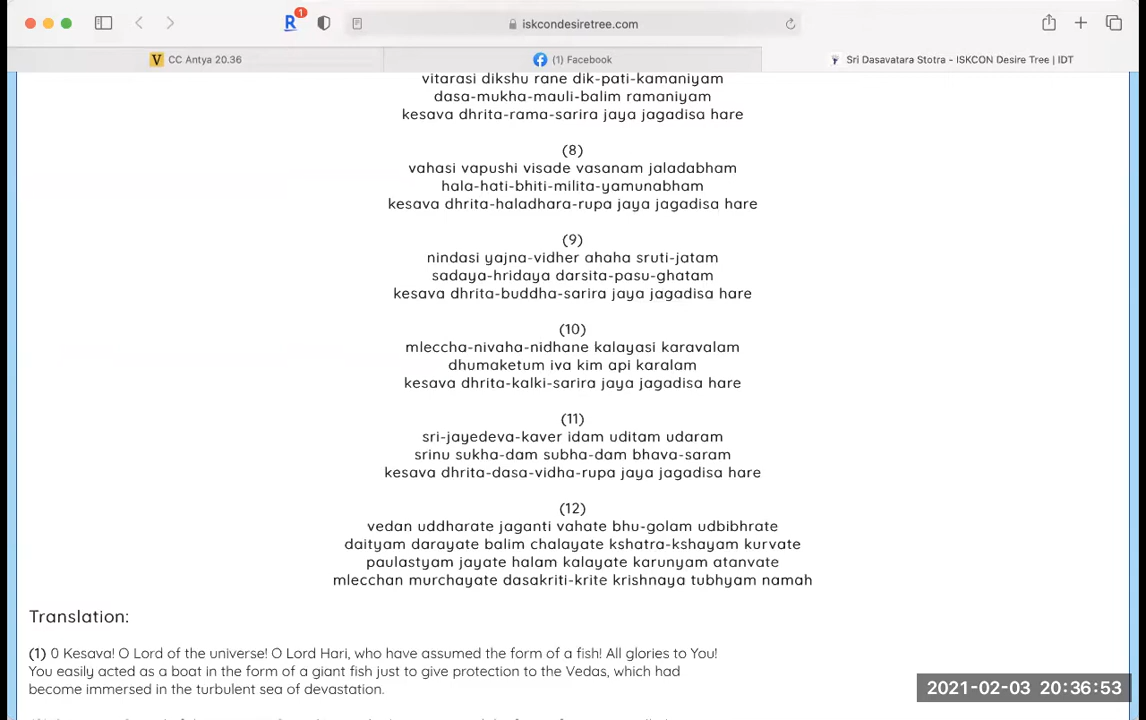 1
iskcondesiretree.com
CC Antya 20.36
(1) Facebook
Sri Dasavatara Stotra - ISKCON Desire Tree | IDT
vitarasi dikshu rane dik-pati-kamaniyam
dasa-mukha-mauli-balim ramaniyam
kesava dhrita-rama-sarira jaya jagadisa hare
(8)
vahasi vapushi visade vasanam jaladabham
hala-hati-bhiti-milita-yamunabham
kesava dhrita-haladhara-rupa jaya jagadisa hare
(9)
nindasi yajna-vidher ahaha sruti-jatam
sadaya-hridaya darsita-pasu-ghatam
kesava dhrita-buddha-sarira jaya jagadisa hare
(10)
mleccha-nivaha-nidhane kalayasi karavalam
dhumaketum iva kim api karalam
kesava dhrita-kalki-sarira jaya jagadisa hare
(11)
sri-jayedeva-kaver idam uditam udaram
srinu sukha-dam subha-dam bhava-saram
kesava dhrita-dasa-vidha-rupa jaya jagadisa hare
(12)
vedan uddharate jaganti vahate bhu-golam udbibhrate
daityam darayate balim chalayate kshatra-kshayam kurvate
paulastyam jayate halam kalayate karunyam atanvate
mlecchan murchayate dasakriti-krite krishnaya tubhyam namah
Translation:
(1) 0 Kesava! O Lord of the universe! O Lord Hari, who have assumed the form of a fish! All glories to You!
You easily acted as a boat in the form of a giant fish just to give protection to the Vedas, which had
become immersed in the turbulent sea of devastation.
2021-02-03 20:36:53